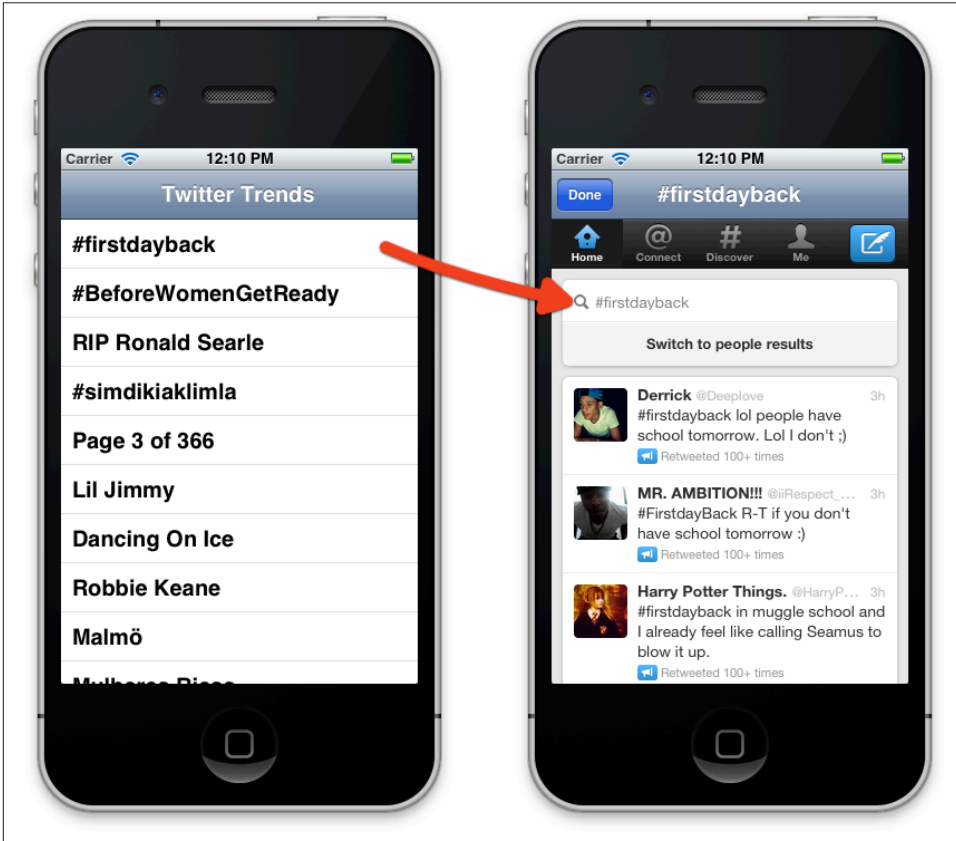 Carrier 12:10 PM
Twitter Trends
#firstdayback
#BeforeWomenGetReady
RIP Ronald Searle
#simdikiaklimla
Page 3 of 366
Lil Jimmy
Dancing On Ice
Robbie Keane
Malmö
Carrier 12:10 PM
Done #firstdayback
@ #
Home Connect Discover Me
#firstdayback
Switch to people results
Derrick @Deeplove 3h
#firstdayback lol people have
school tomorrow. Lol I don't ;)
Retweeted 100+ times
MR. AMBITION!!! @iiRespect_... 3h
#FirstdayBack R-T if you don't
have school tomorrow :)
Retweeted 100+ times
Harry Potter Things. @HarryP... 3h
#firstdayback in muggle school and
I already feel like calling Seamus to
blow it up.
Retweeted 100+ times